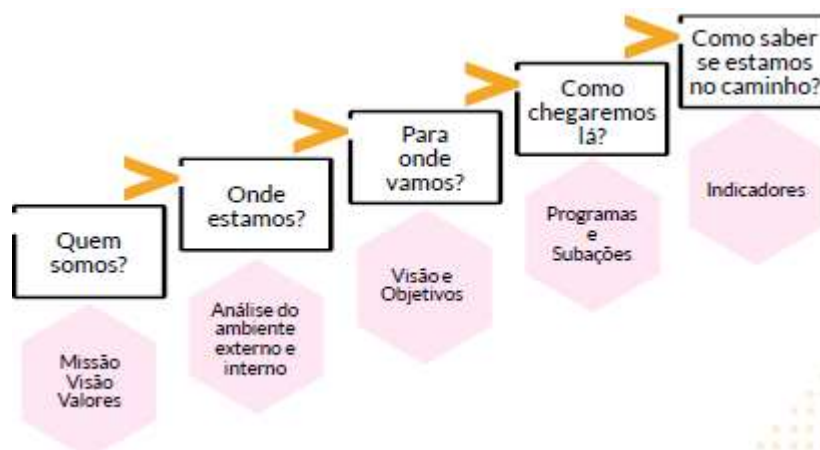 Quem
somos?
Missão
Visão
Valores
Onde
estamos?
Análise do
ambiente
externo e
interno
Para
onde
vamos?
Visão e
Objetivos
Como
chegaremos
lá?
Programas
e
Subações
Como saber
se estamos
no caminho?
Indicadores